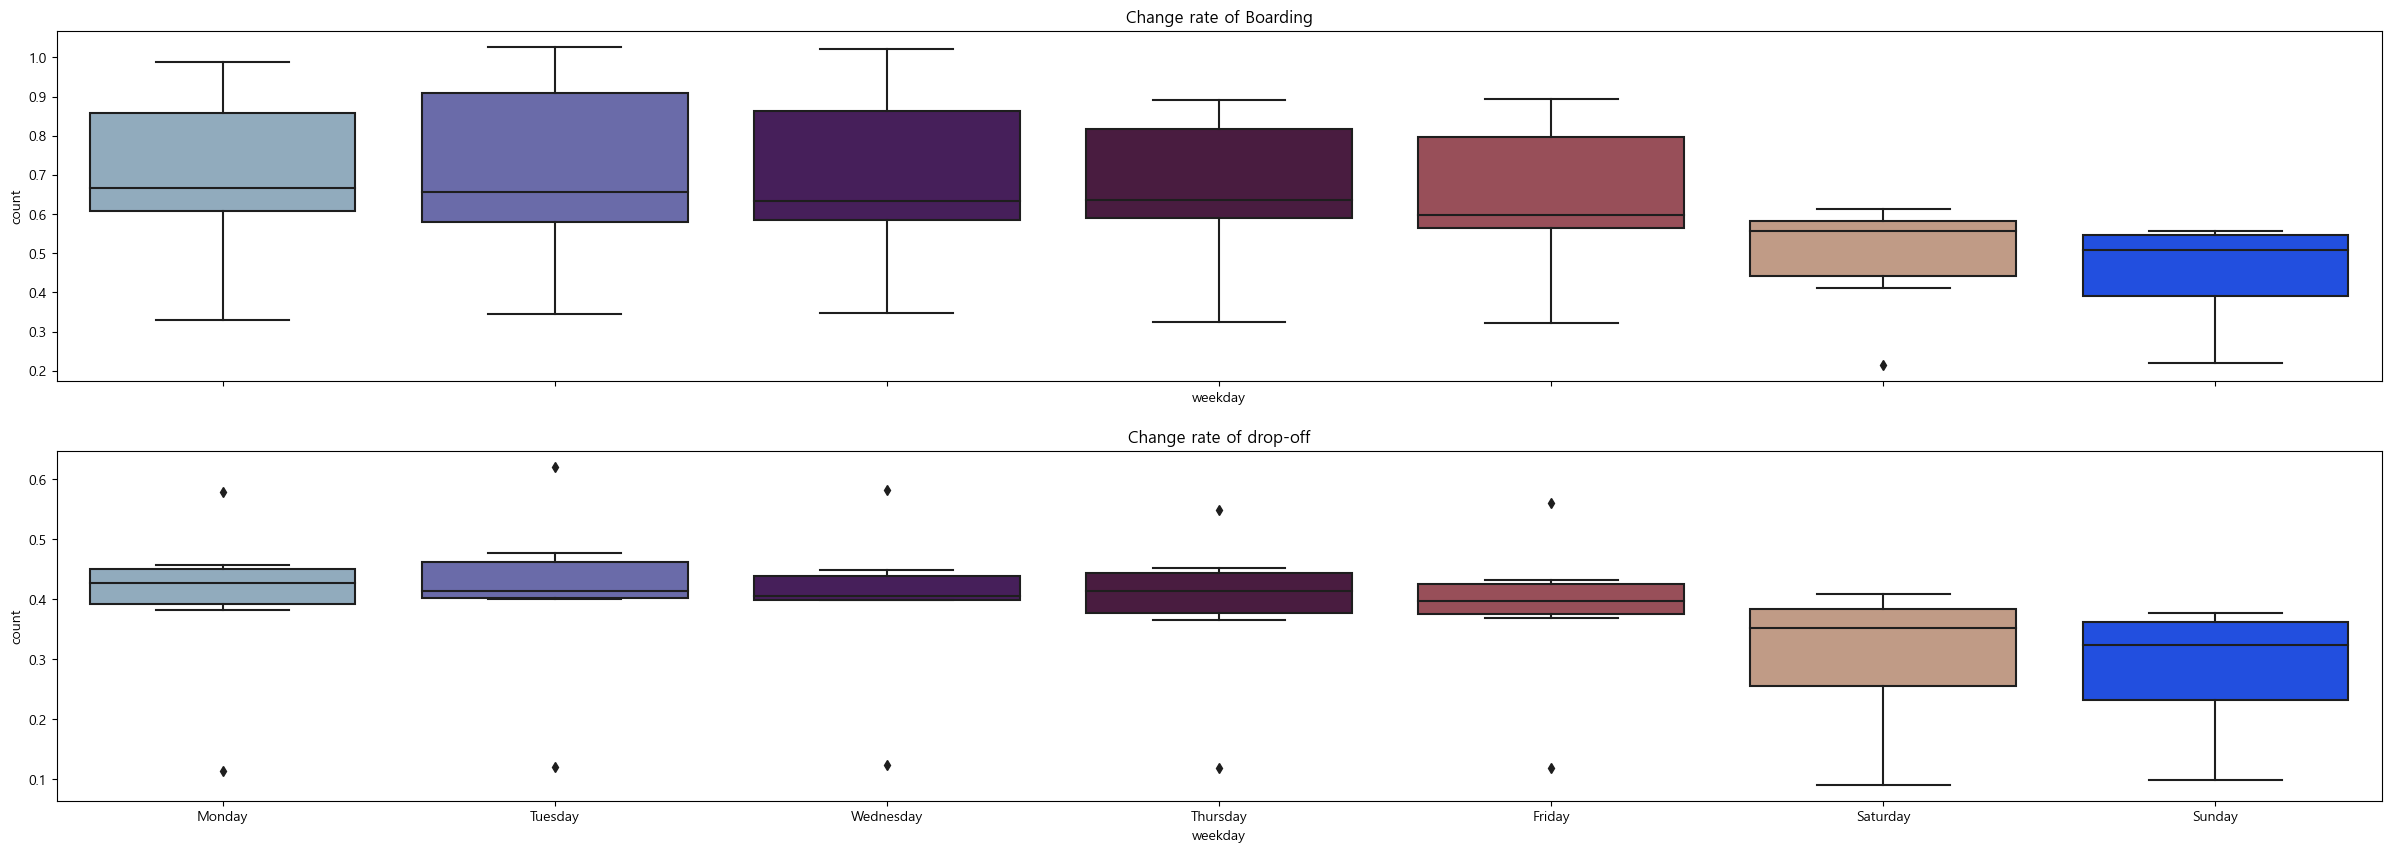 Change rate of Boarding
1.0
0.9
0.8
0.7
0.6
0.5
0.4
0.3
0.2
count
weekday
Change rate of drop-off
0.6
0.5
0.4
0.3
0.2
0.1
count
Monday Tuesday Wednesday Thursday Friday Saturday Sunday
weekday